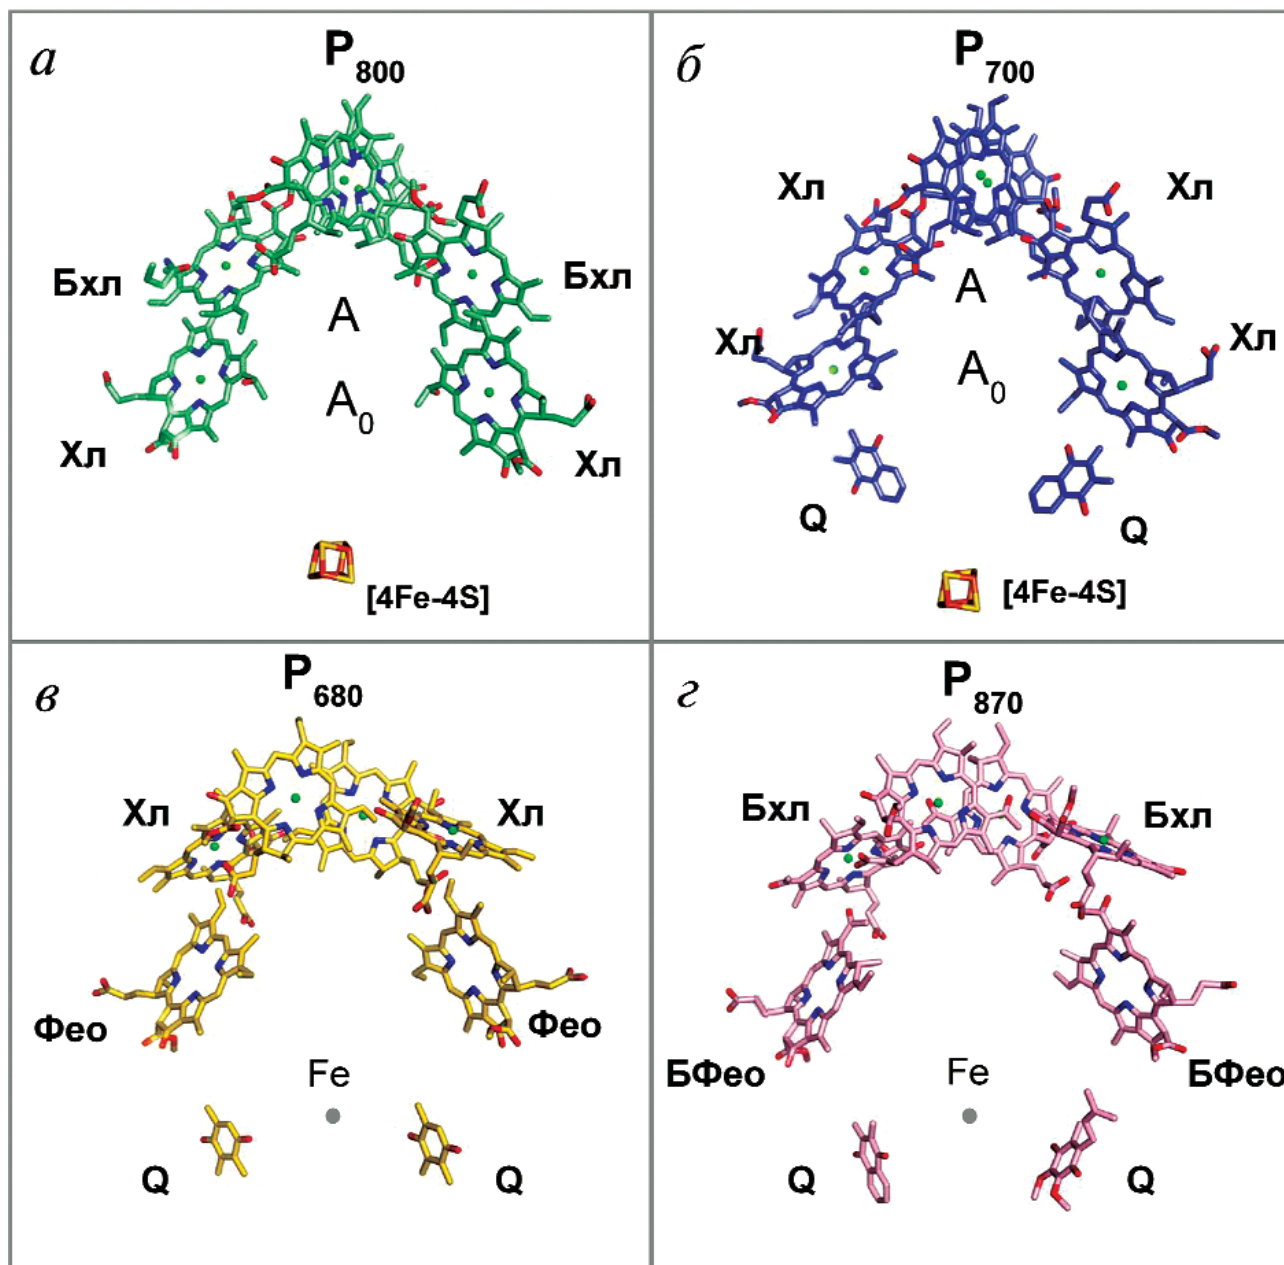 а
P800
Бхл
Бхл
A
A0
Хл
Хл
[4Fe-4S]
б
P700
Хл
Хл
A
Хл
Хл
A0
Q
Q
[4Fe-4S]
в
P680
Хл
Хл
Фео
Фео
Fe
Q
Q
г
P870
Бхл
Бхл
БФео
БФео
Fe
Q
Q